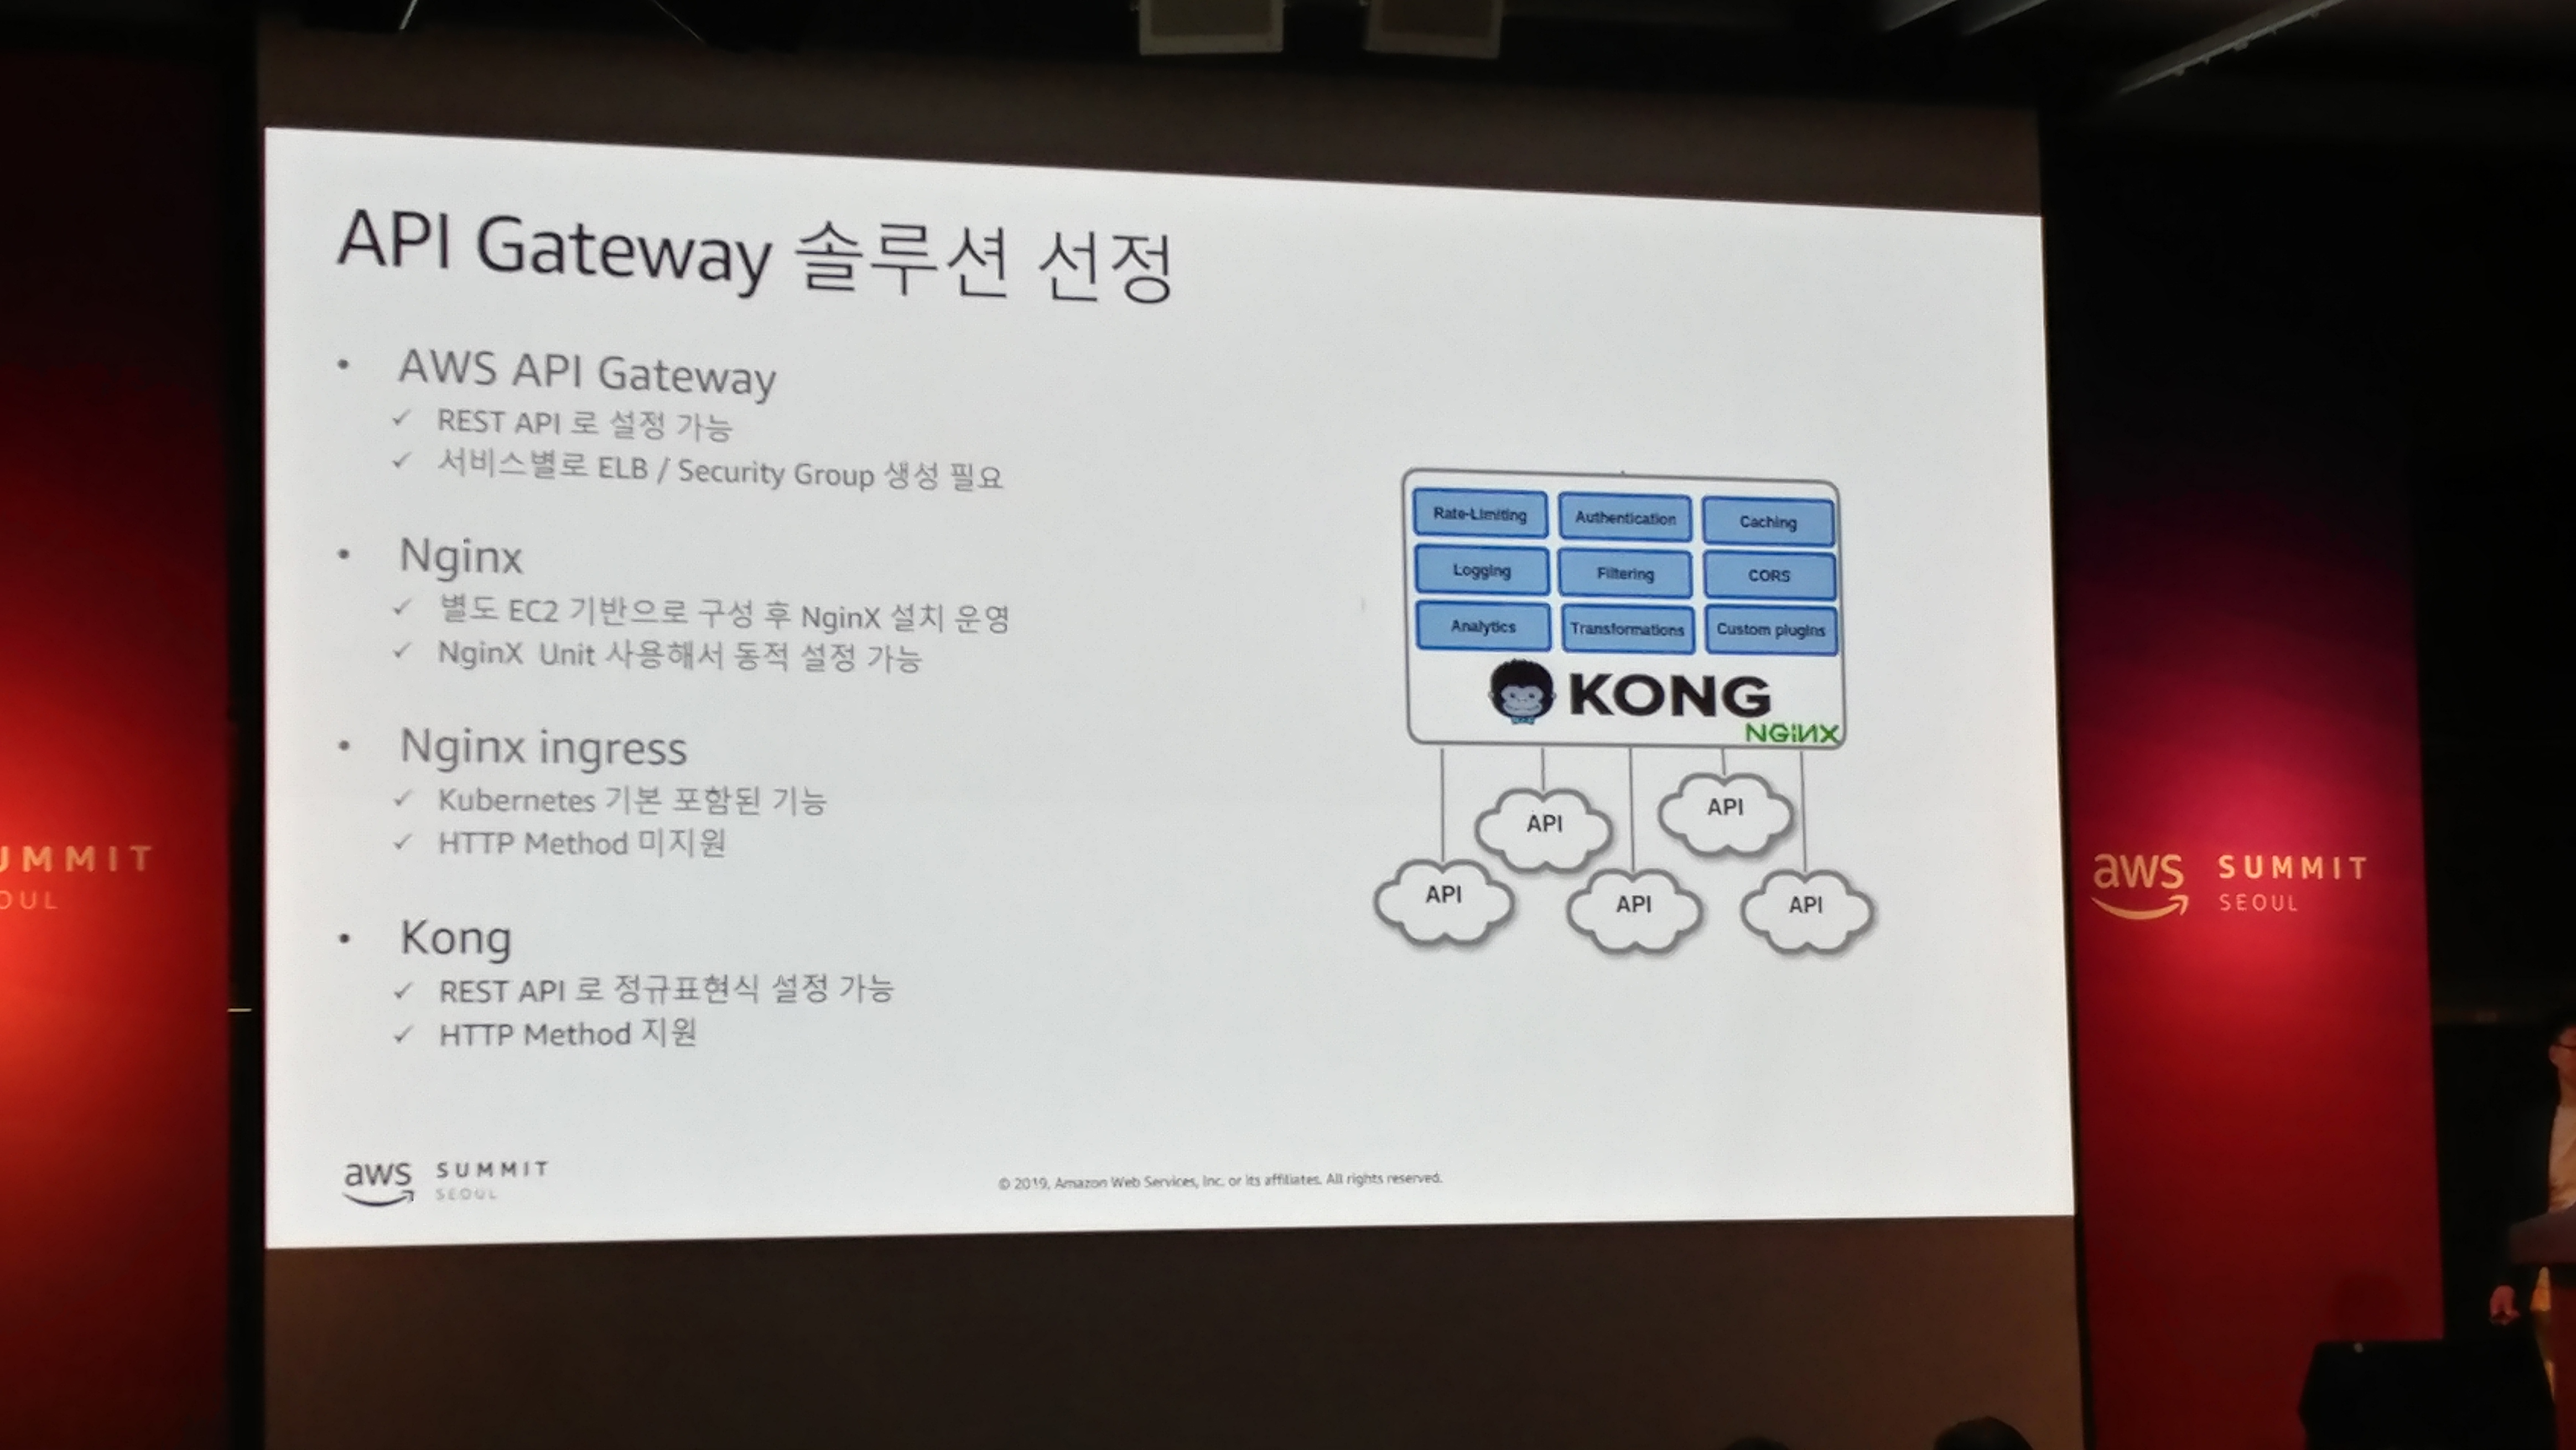 API Gateway 솔루션 선정
• AWS API Gateway
✓ REST API 로 설정 가능
✓ 서비스별로 ELB / Security Group 생성 필요
• Nginx
✓ 별도 EC2 기반으로 구성 후 NginX 설치 운영
✓ NginX Unit 사용해서 동적 설정 가능
• Nginx ingress
✓ Kubernetes 기본 포함된 기능
✓ HTTP Method 미지원
• Kong
✓ REST API 로 정규표현식 설정 가능
✓ HTTP Method 지원
Rate-Limiting Authentication Caching
Logging Filtering CORS
Analytics Transformations Custom plugins
KONG
NGINX
API
API
API
API
API
aws SUMMIT
SEOUL
© 2019, Amazon Web Services, Inc. or its affiliates. All rights reserved.
UMMIT
OUL
aws SUMMIT
SEOUL